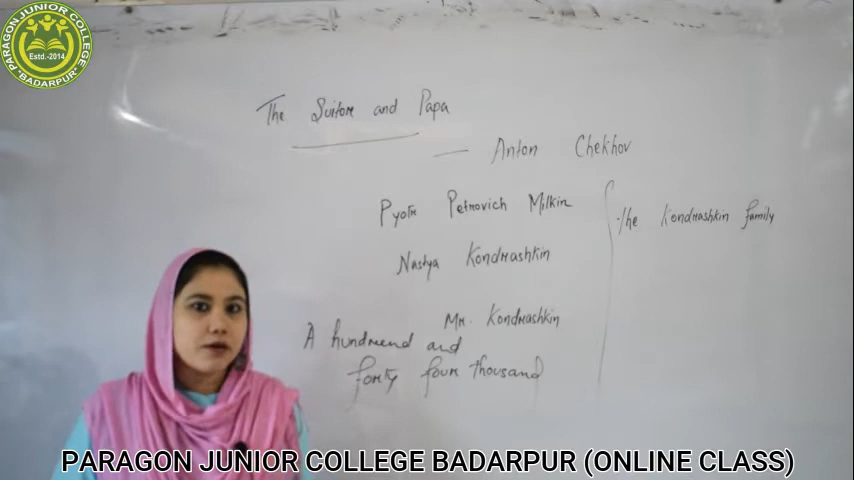 PARAGON JUNIOR COLLEGE
Estd.-2014
BADARPUR
The Suitor and Papa
— Anton Chekhov
Pyotr Petrovich Milkin
the Kondrashkin family
Nastya Kondrashkin
Mr. Kondrashkin
A hundrend and
forty four thousand
PARAGON JUNIOR COLLEGE BADARPUR (ONLINE CLASS)